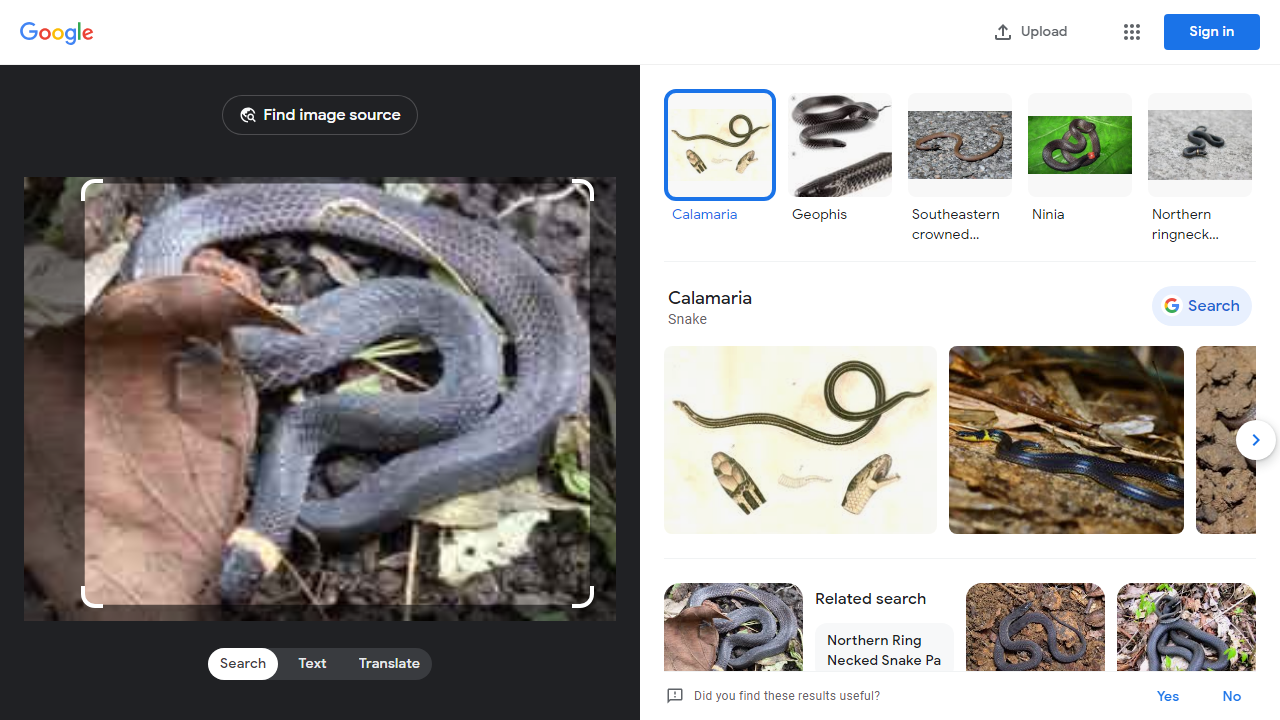 Google
Upload
Sign in
Find image source
Search
Text
Translate
Calamaria
Geophis
Southeastern
crowned...
Ninia
Northern
ringneck...
Calamaria
Snake
Search
Related search
Northern Ring
Necked Snake Pa
Did you find these results useful?
Yes
No